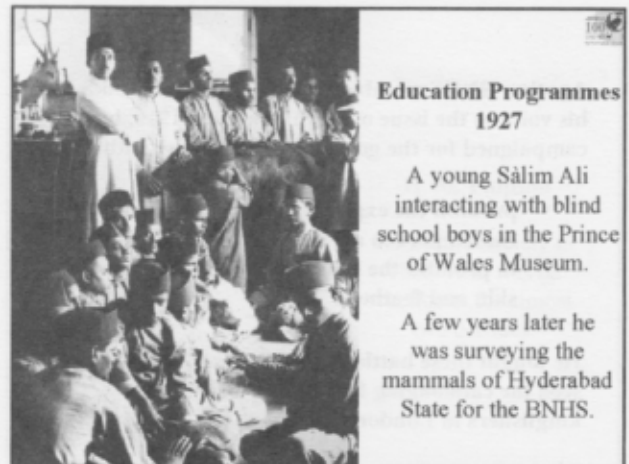 100
Education Programmes
1927
A young Sàlim Ali
interacting with blind
school boys in the Prince
of Wales Museum.
A few years later he
was surveying the
mammals of Hyderabad
State for the BNHS.